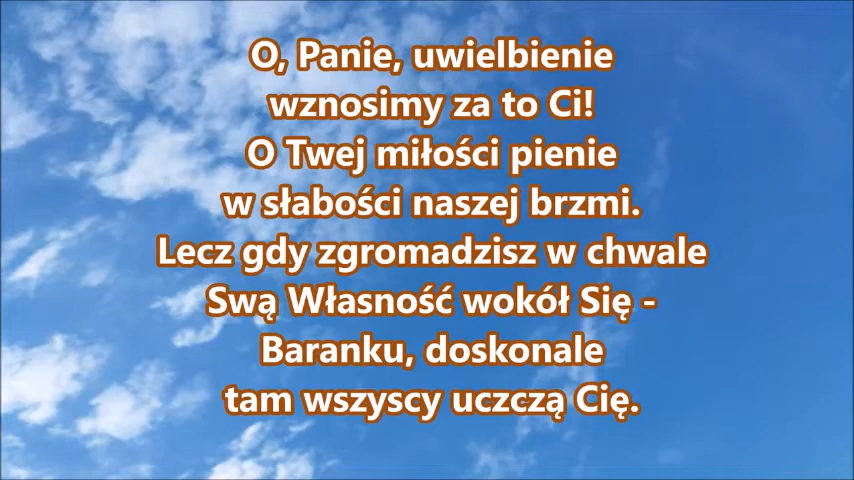 O, Panie, uwielbienie
wznosimy za to Ci!
O Twej miłości pienie
w słabości naszej brzmi.
Lecz gdy zgromadzisz w chwale
Swą Własność wokół Się -
Baranku, doskonale
tam wszyscy uczczą Cię.